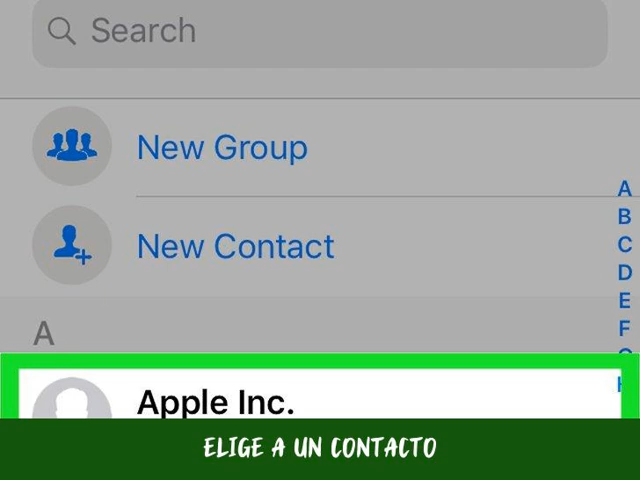 Search
New Group
New Contact
A
B
C
D
E
F
A
Apple Inc.
ELIGE A UN CONTACTO